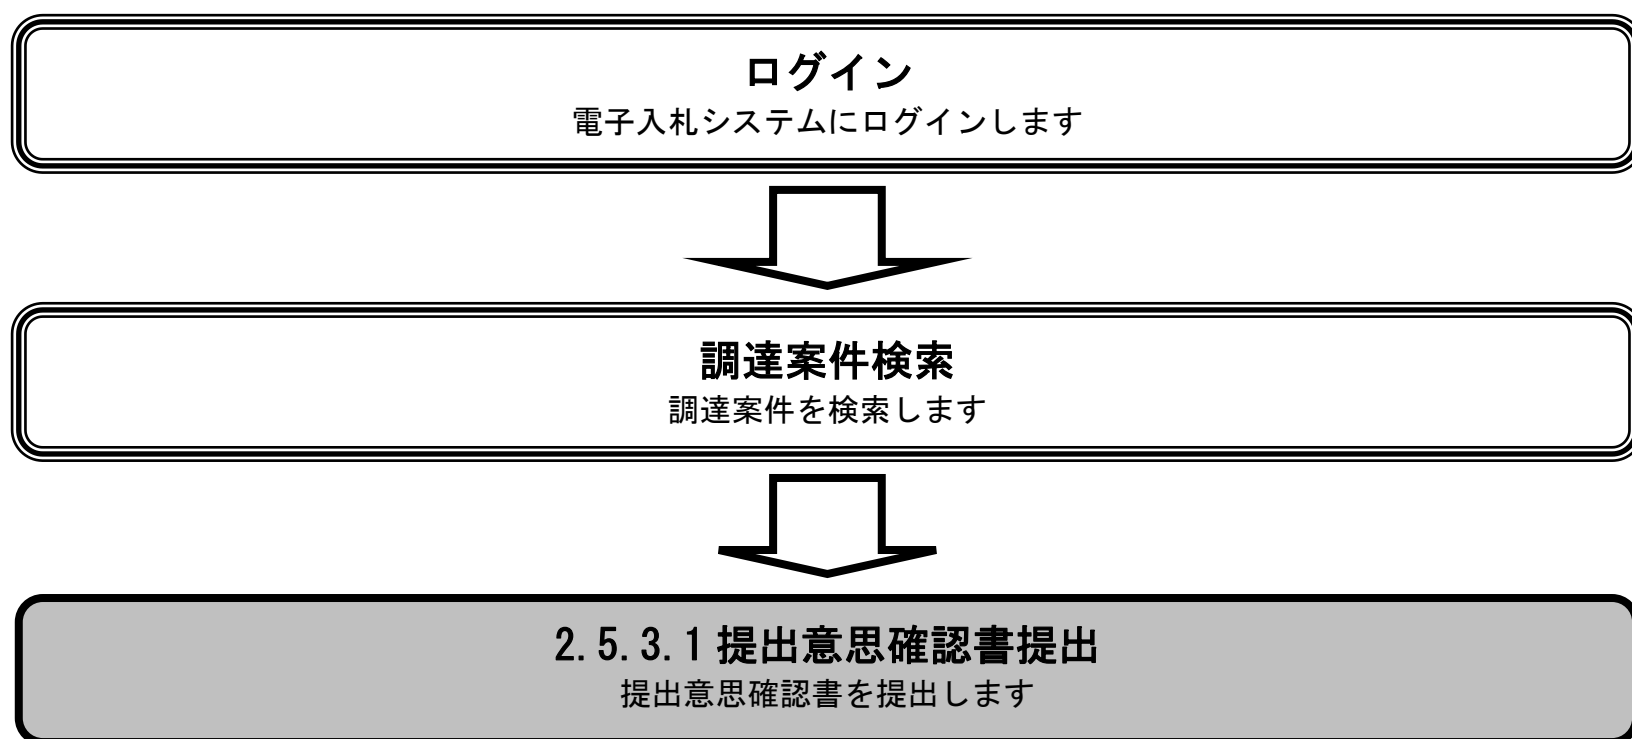 ログイン
電子入札システムにログインします
調達案件検索
調達案件を検索します
2.5.3.1 提出意思確認書提出
提出意思確認書を提出します